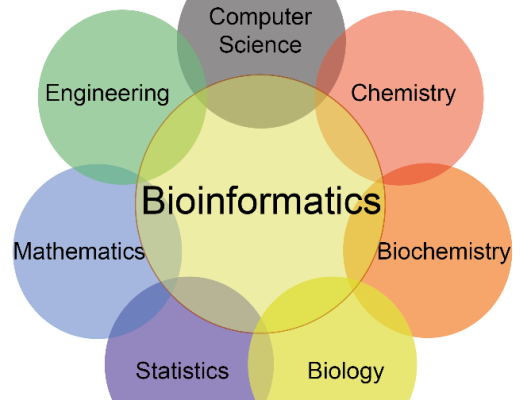 Computer
Science
Engineering
Chemistry
Bioinformatics
Mathematics
Biochemistry
Statistics
Biology